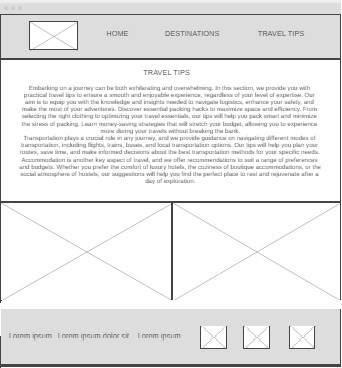 HOME DESTINATIONS TRAVEL TIPS
TRAVEL TIPS
Embarking on a journey can be both exhilarating and overwhelming. In this section, we provide you with
practical travel tips to ensure a smooth and enjoyable experience, regardless of your level of expertise. Our
aim is to equip you with the knowledge and insights needed to navigate logistics, enhance your safety, and
make the most of your adventures. Discover essential packing hacks to maximize space and efficiency. From
selecting the right clothing to optimizing your travel essentials, our tips will help you pack smart and minimize
the stress of packing. Learn money-saving strategies that will stretch your budget, allowing you to experience
more during your travels without breaking the bank.
Transportation plays a crucial role in any journey, and we provide guidance on navigating different modes of
transportation, including flights, trains, buses, and local transportation options. Our tips will help you plan your
routes, save time, and make informed decisions about the best transportation methods for your specific needs.
Accommodation is another key aspect of travel, and we offer recommendations to suit a range of preferences
and budgets. Whether you prefer the comfort of luxury hotels, the coziness of boutique accommodations, or the
social atmosphere of hostels, our suggestions will help you find the perfect place to rest and rejuvenate after a
day of exploration.
Lorem ipsum Lorem ipsum dolor sit Lorem ipsum